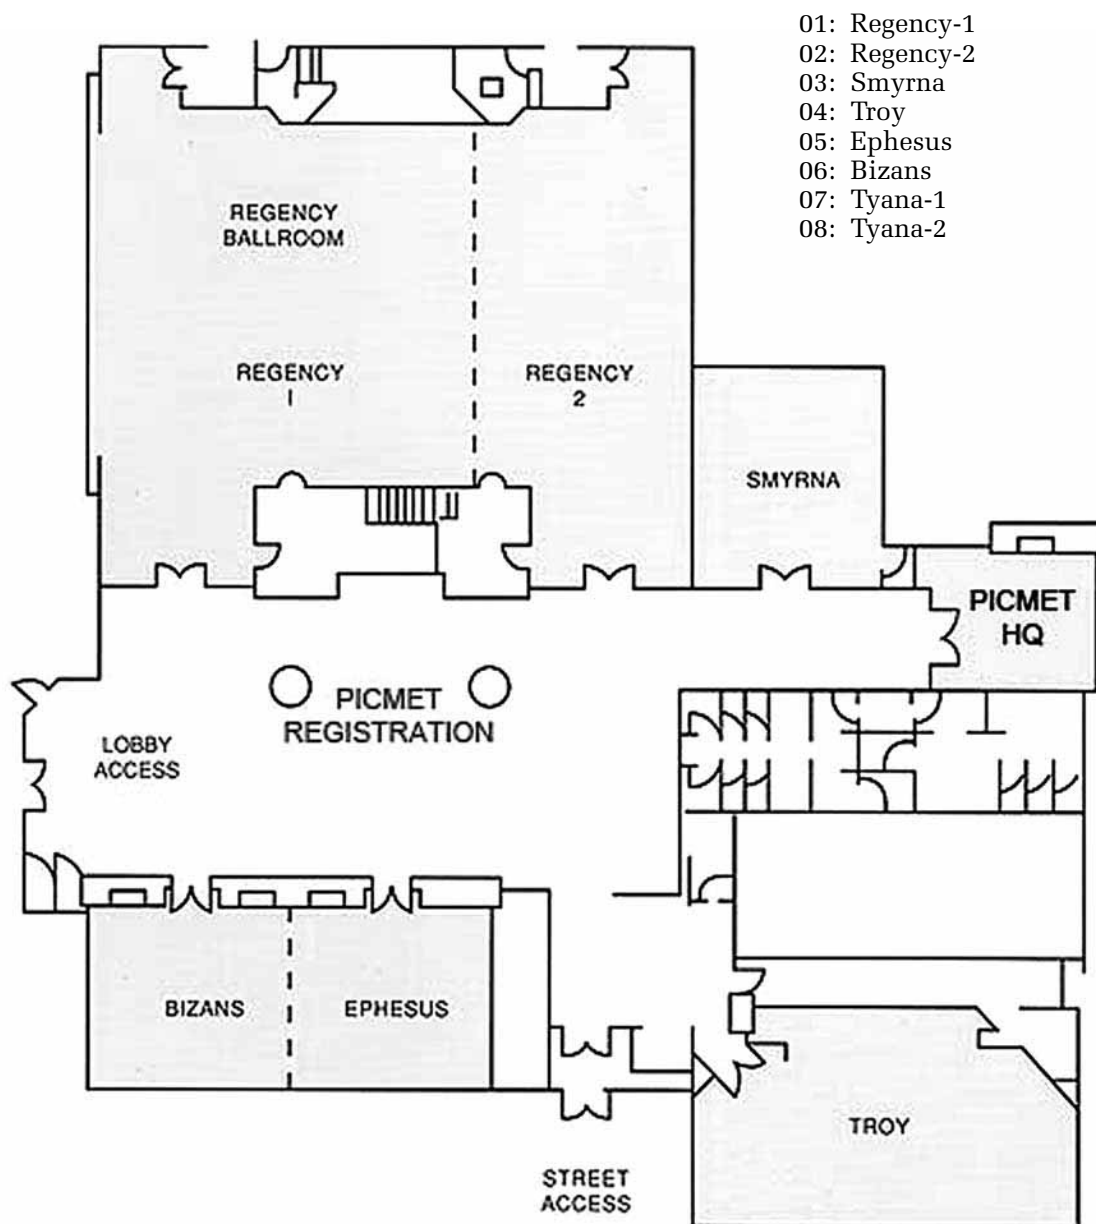 01: Regency-1
02: Regency-2
03: Smyrna
04: Troy
05: Ephesus
06: Bizans
07: Tyana-1
08: Tyana-2
REGENCY
BALLROOM
REGENCY
1
REGENCY
2
SMYRNA
PICMET
HQ
PICMET
REGISTRATION
LOBBY
ACCESS
BIZANS
EPHESUS
TROY
STREET
ACCESS